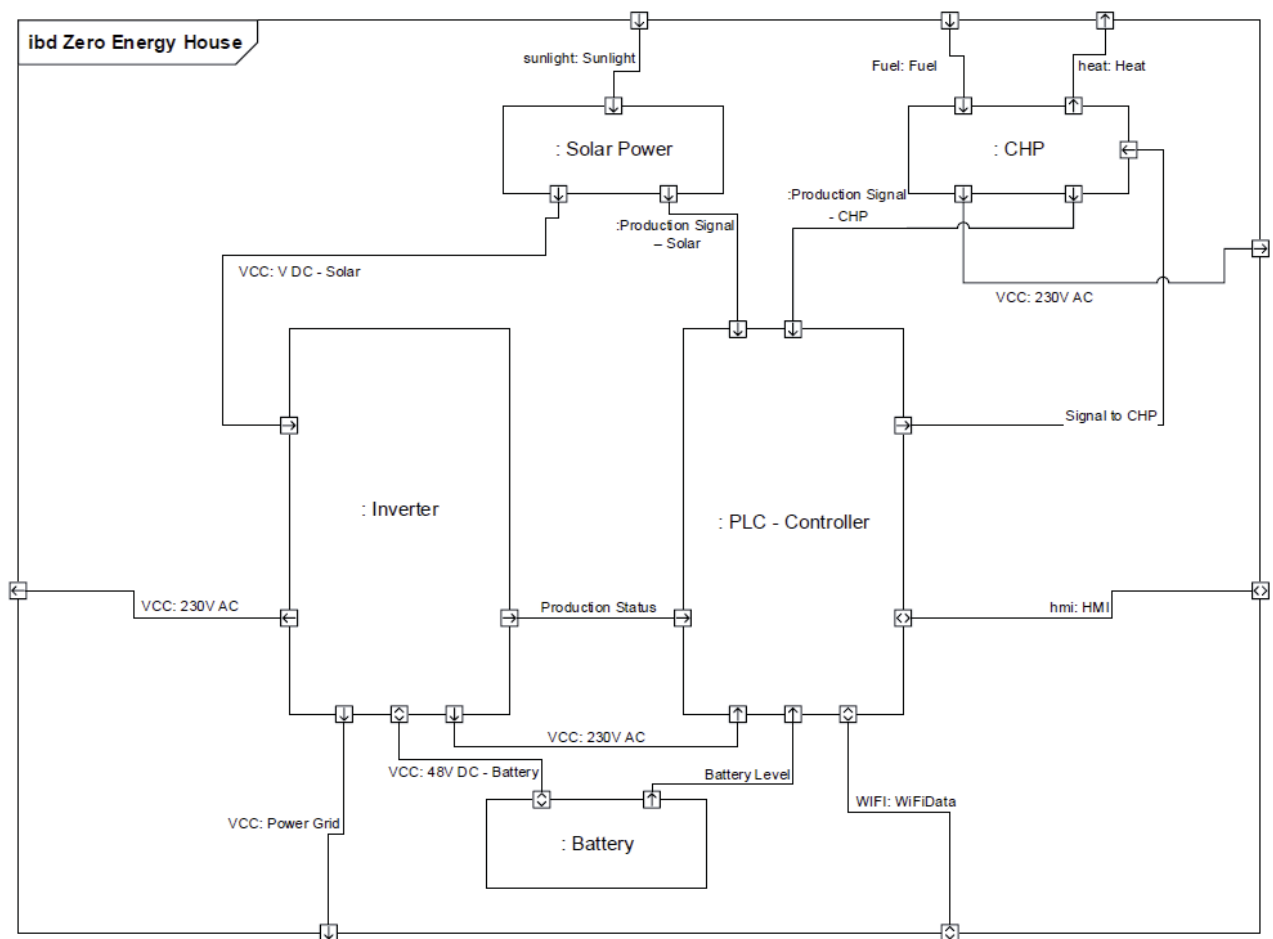 ibd Zero Energy House
sunlight: Sunlight
Fuel: Fuel
heat: Heat
: Solar Power
: CHP
:Production Signal
- CHP
:Production Signal
– Solar
VCC: V DC - Solar
VCC: 230V AC
Signal to CHP
: Inverter
: PLC - Controller
VCC: 230V AC
Production Status
hmi: HMI
VCC: 230V AC
VCC: 48V DC - Battery
Battery Level
WIFI: WiFiData
VCC: Power Grid
: Battery